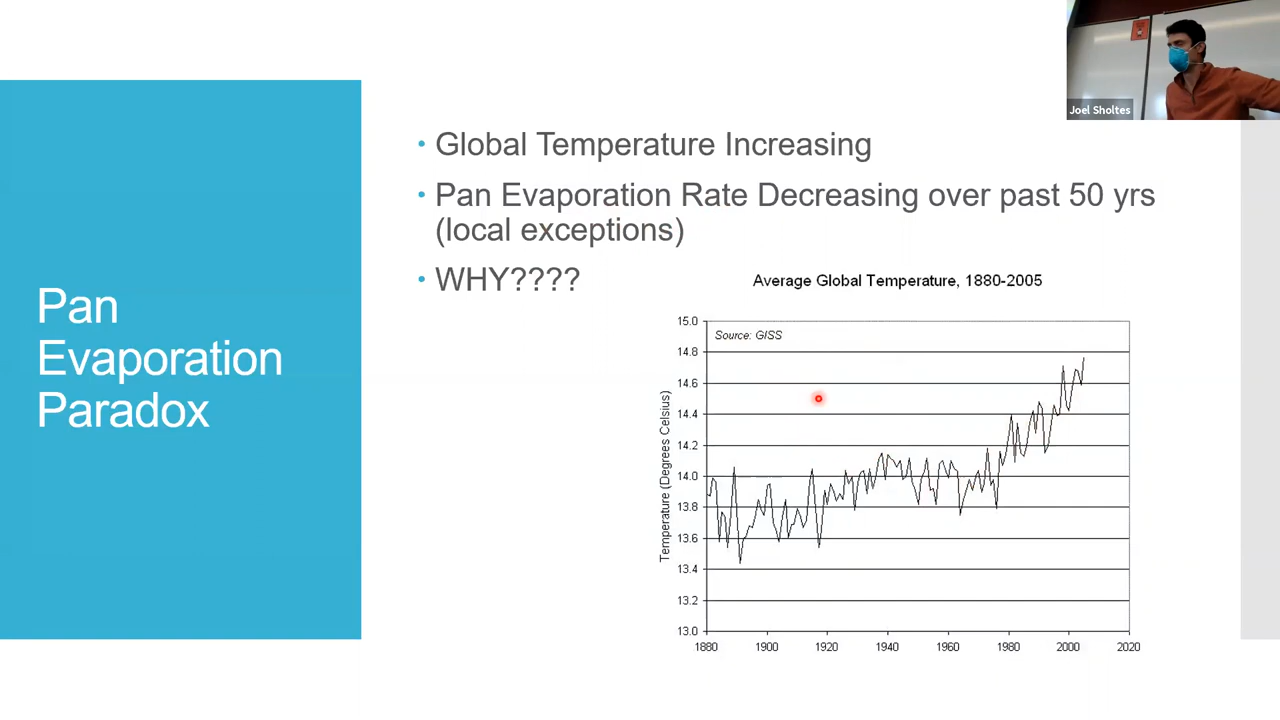 Joel Sholtes
Pan
Evaporation
Paradox
• Global Temperature Increasing
• Pan Evaporation Rate Decreasing over past 50 yrs
(local exceptions)
• WHY????
Average Global Temperature, 1880-2005
Source: GISS
Temperature (Degrees Celsius)
15.0
14.8
14.6
14.4
14.2
14.0
13.8
13.6
13.4
13.2
13.0
1880 1900 1920 1940 1960 1980 2000 2020